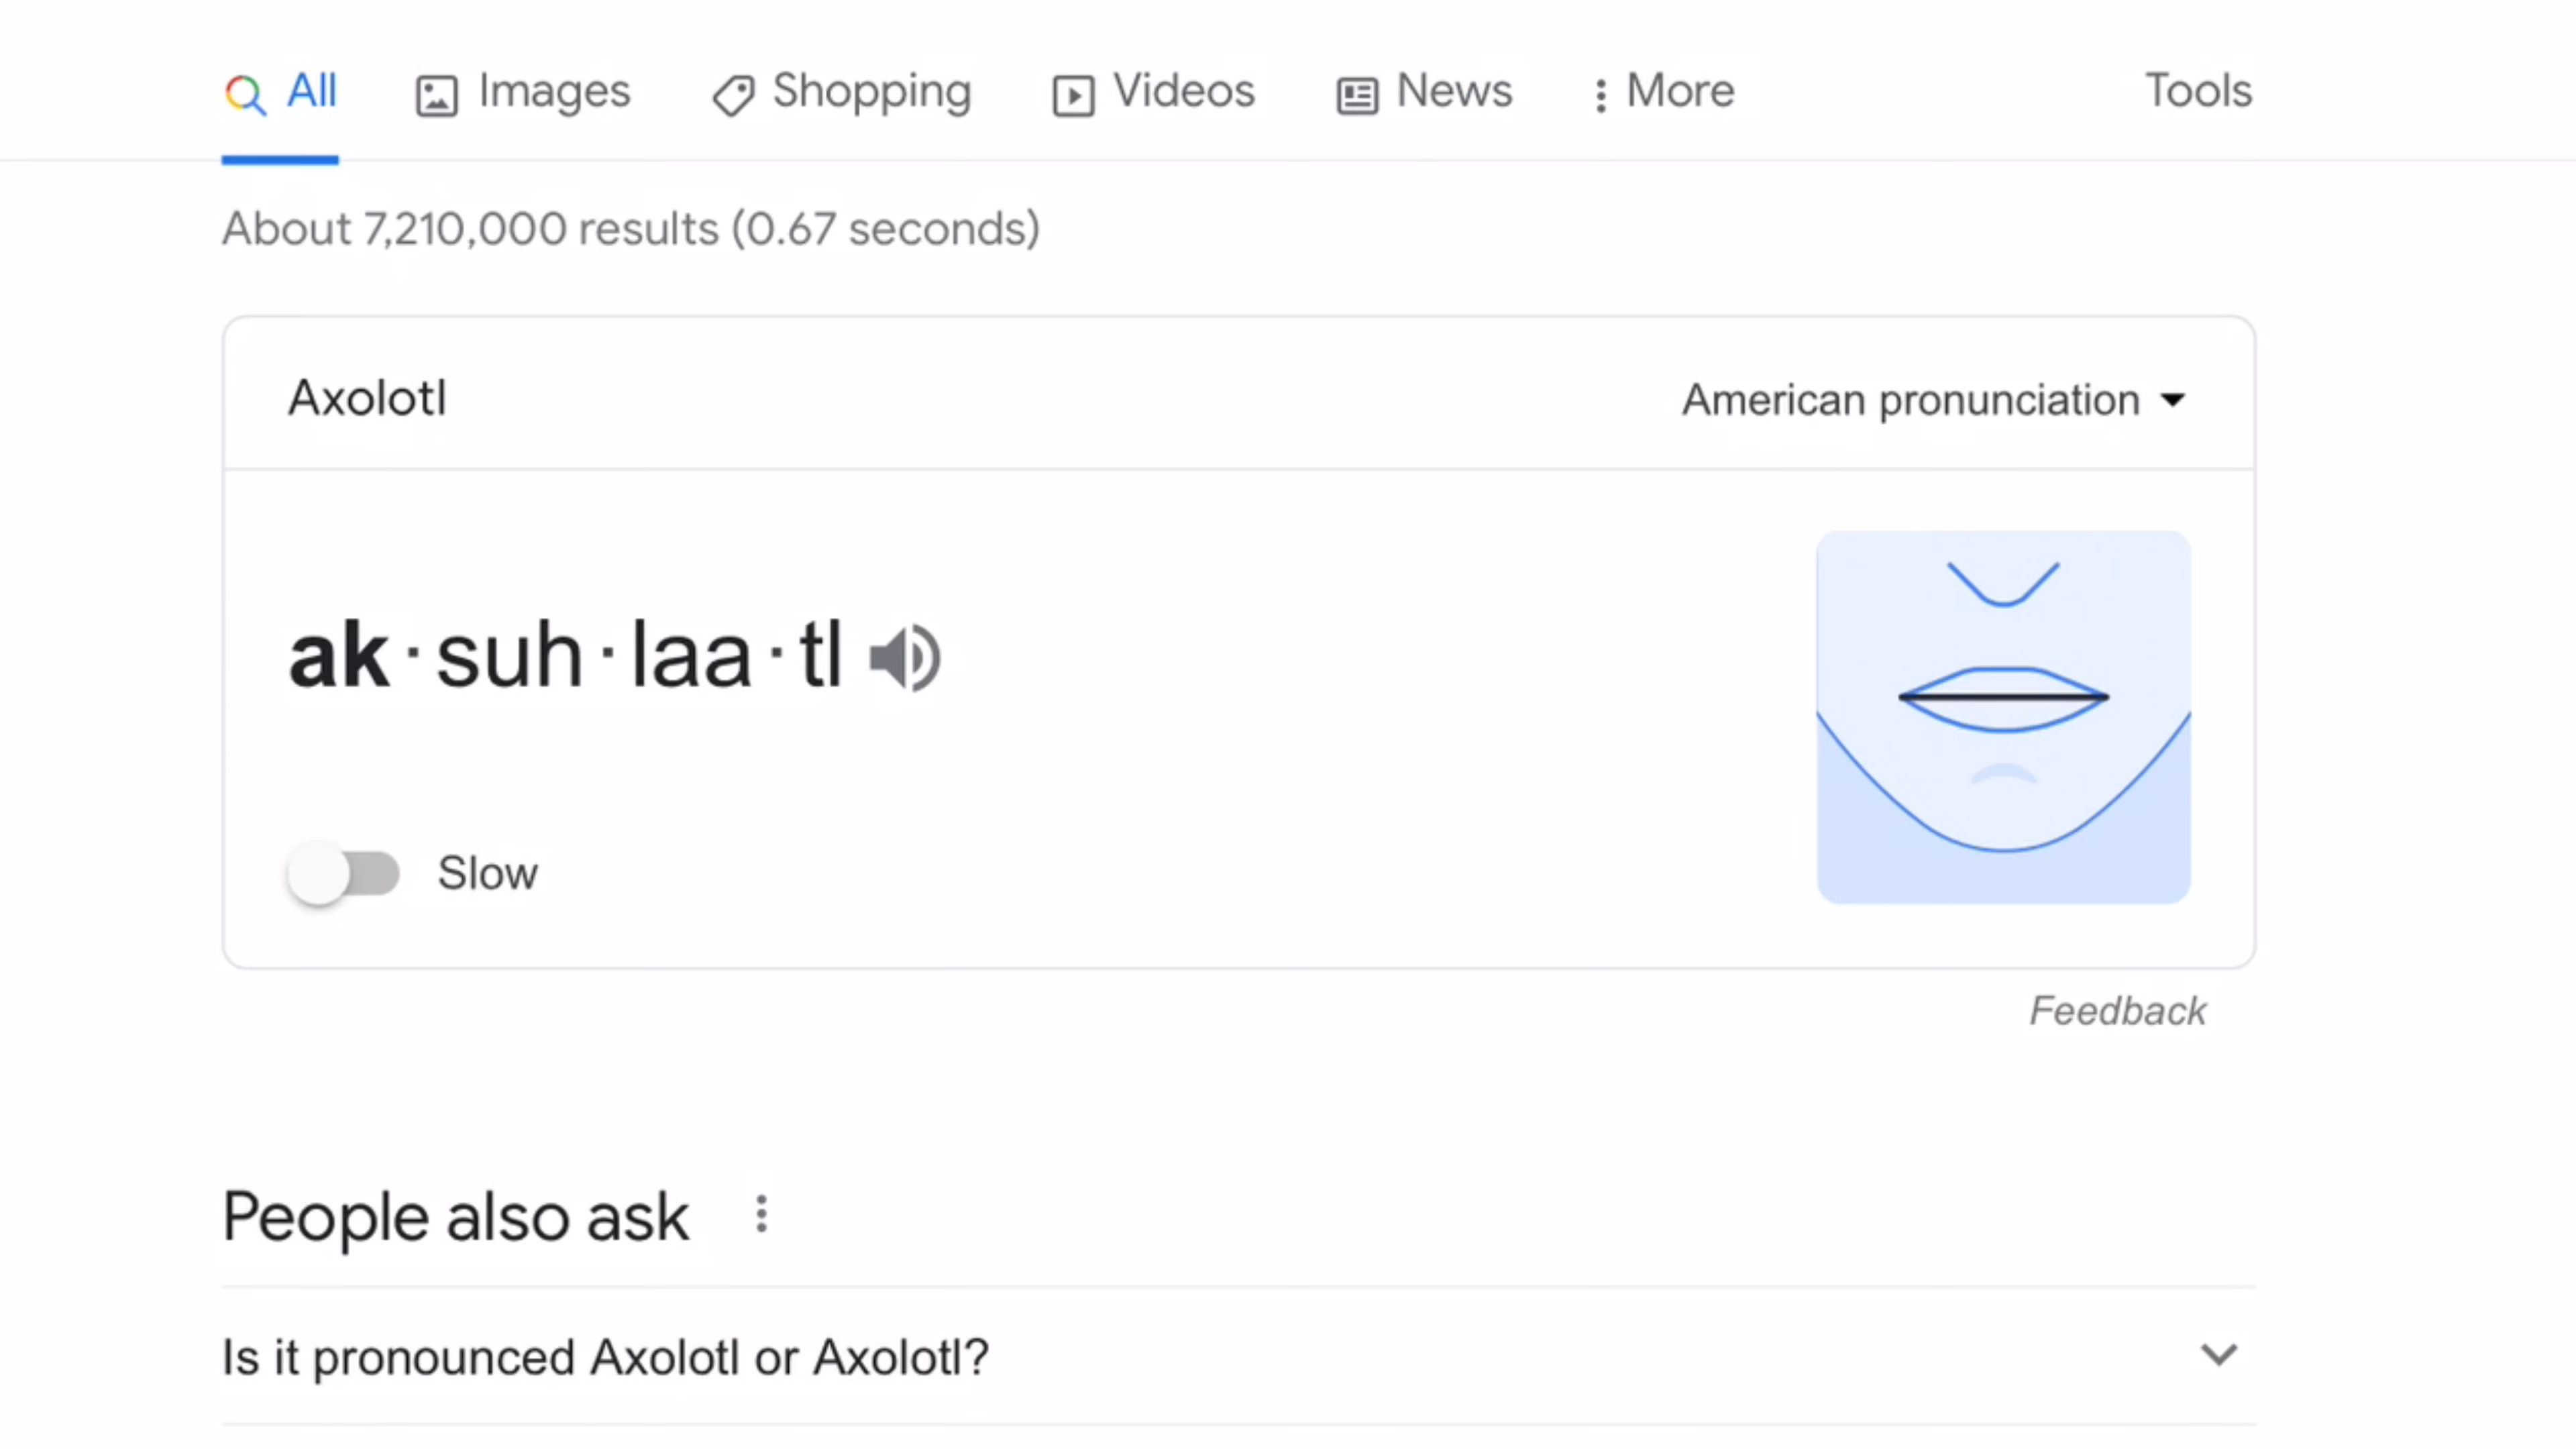 All Images Shopping Videos News More Tools
About 7,210,000 results (0.67 seconds)
Axolotl American pronunciation
ak·suh·laa·tl
Slow
Feedback
People also ask
Is it pronounced Axolotl or Axolotl?